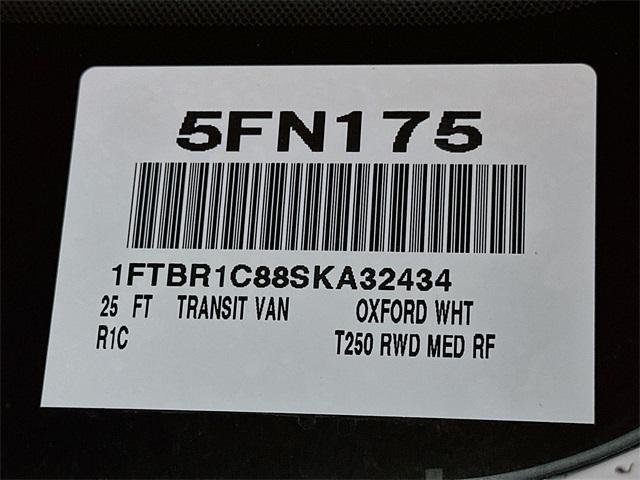 5FN175
1FTBR1C88SKA32434
25 FT TRANSIT VAN OXFORD WHT
R1C T250 RWD MED RF